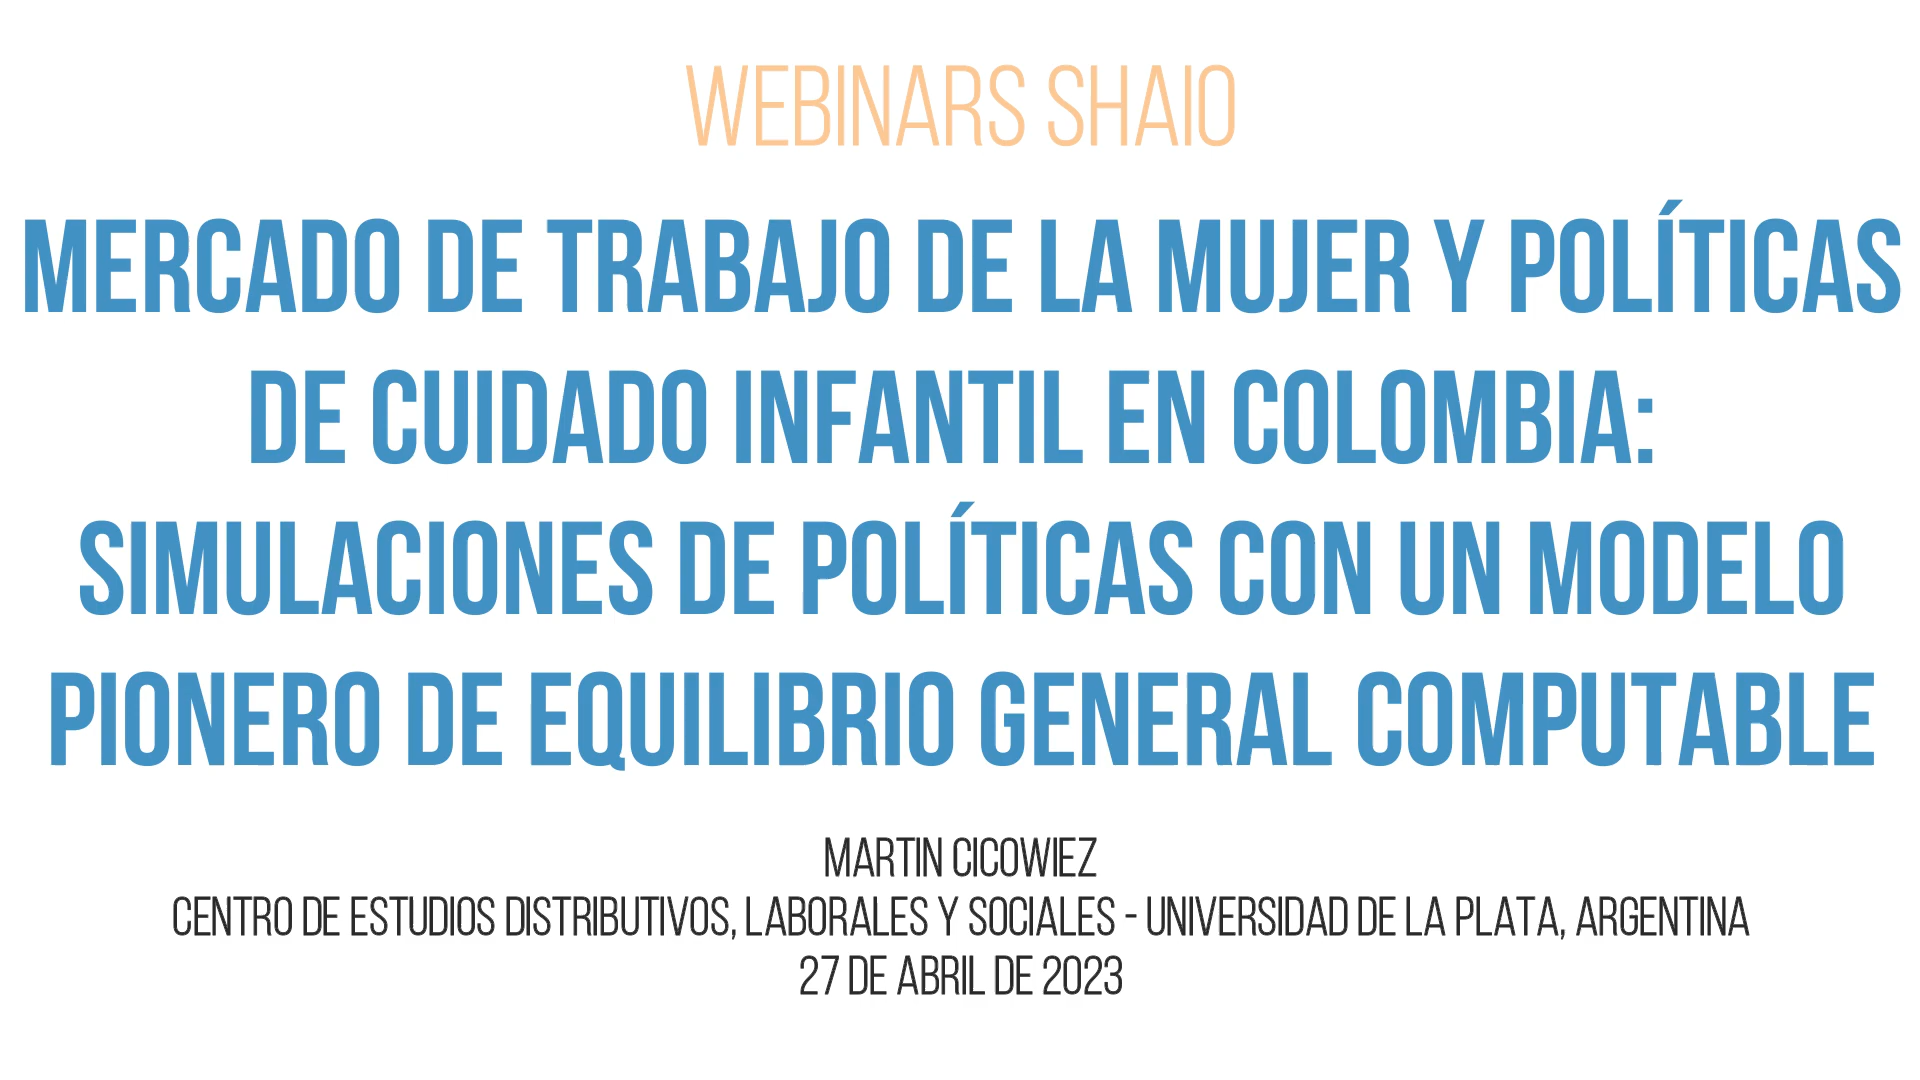 WEBINARS SHAIO
MERCADO DE TRABAJO DE LA MUJER Y POLÍTICAS
DE CUIDADO INFANTIL EN COLOMBIA:
SIMULACIONES DE POLÍTICAS CON UN MODELO
PIONERO DE EQUILIBRIO GENERAL COMPUTABLE
MARTIN CICOWIEZ
CENTRO DE ESTUDIOS DISTRIBUTIVOS, LABORALES Y SOCIALES - UNIVERSIDAD DE LA PLATA, ARGENTINA
27 DE ABRIL DE 2023